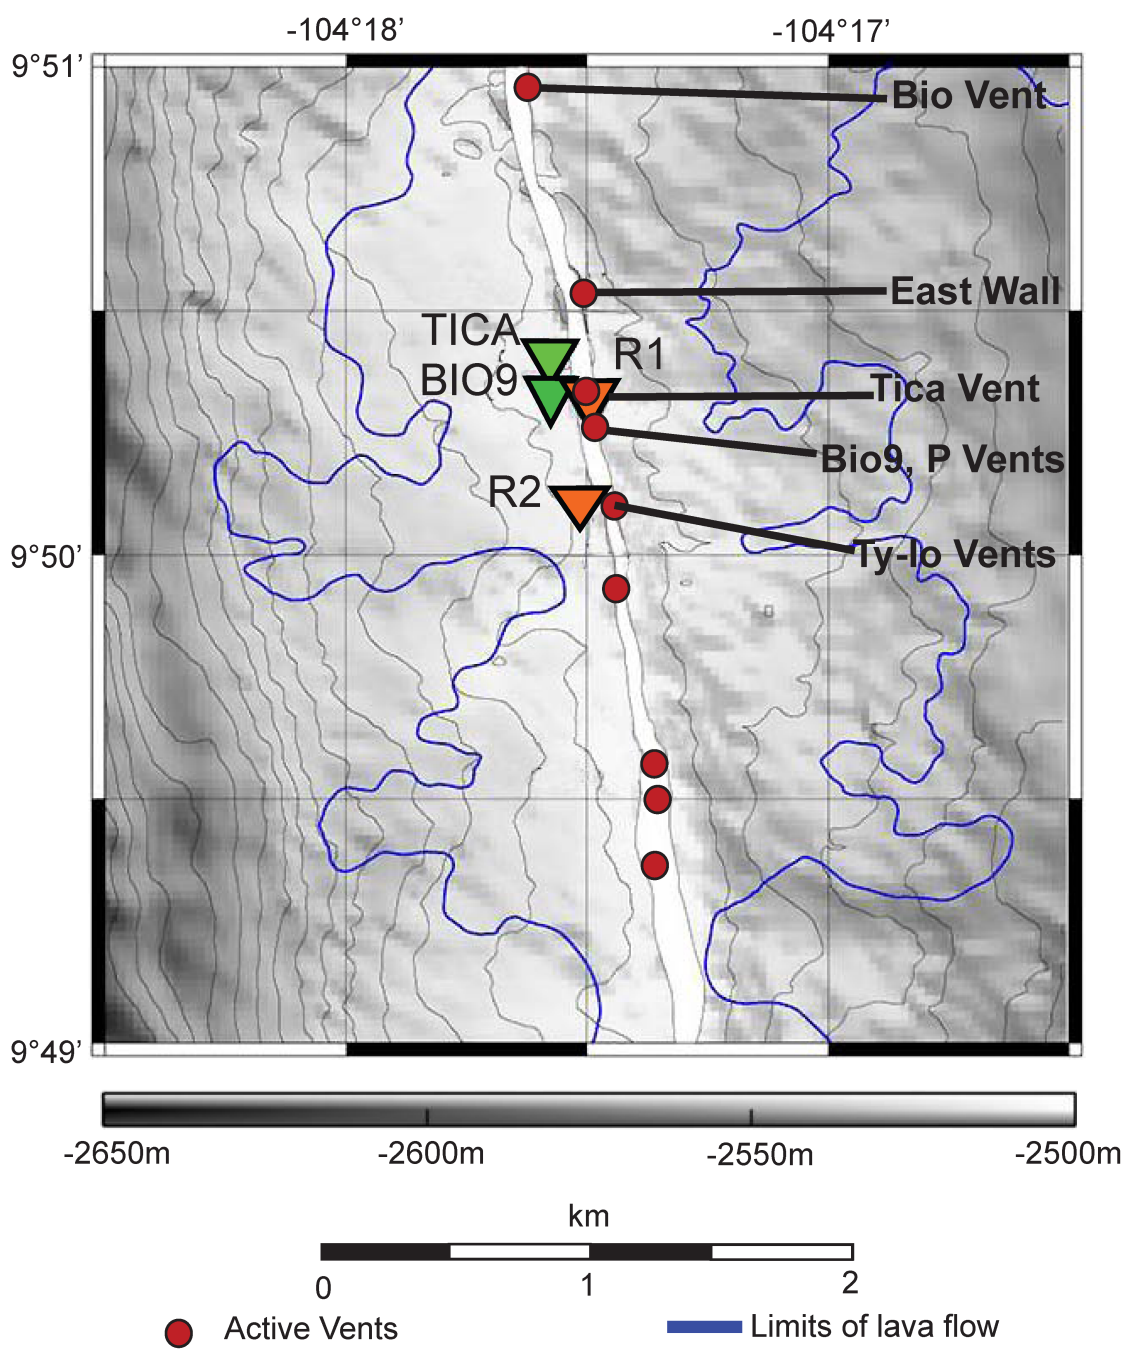 -104°18’ -104°17’
9°51’
Bio Vent
East Wall
TICA
R1
BIO9
Tica Vent
Bio9, P Vents
R2
9°50’
Ty-Io Vents
9°49’
-2650m -2600m -2550m -2500m
km
0 1 2
Active Vents Limits of lava flow